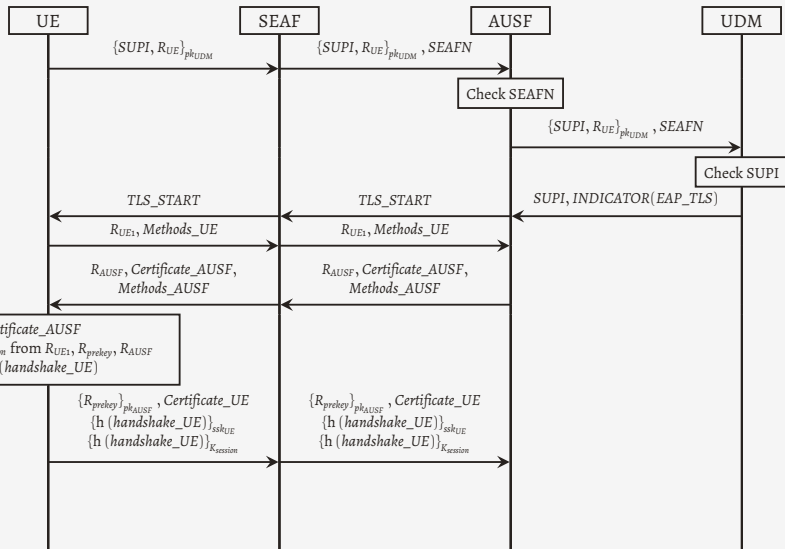 UE SEAF AUSF UDM
{SUPI, R_UE}_pk_UDM {SUPI, R_UE}_pk_UDM , SEAFN
Check SEAFN
{SUPI, R_UE}_pk_UDM , SEAFN
Check SUPI
TLS_START TLS_START SUPI, INDICATOR(EAP_TLS)
R_UE1, Methods_UE R_UE1, Methods_UE
R_AUSF, Certificate_AUSF, R_AUSF, Certificate_AUSF,
Methods_AUSF Methods_AUSF
tificate_AUSF
from R_UE1, R_prekey, R_AUSF
(handshake_UE)
{R_prekey}_pk_AUSF , Certificate_UE {R_prekey}_pk_AUSF , Certificate_UE
{h (handshake_UE)}_ssk_UE {h (handshake_UE)}_ssk_UE
{h (handshake_UE)}_K_session {h (handshake_UE)}_K_session